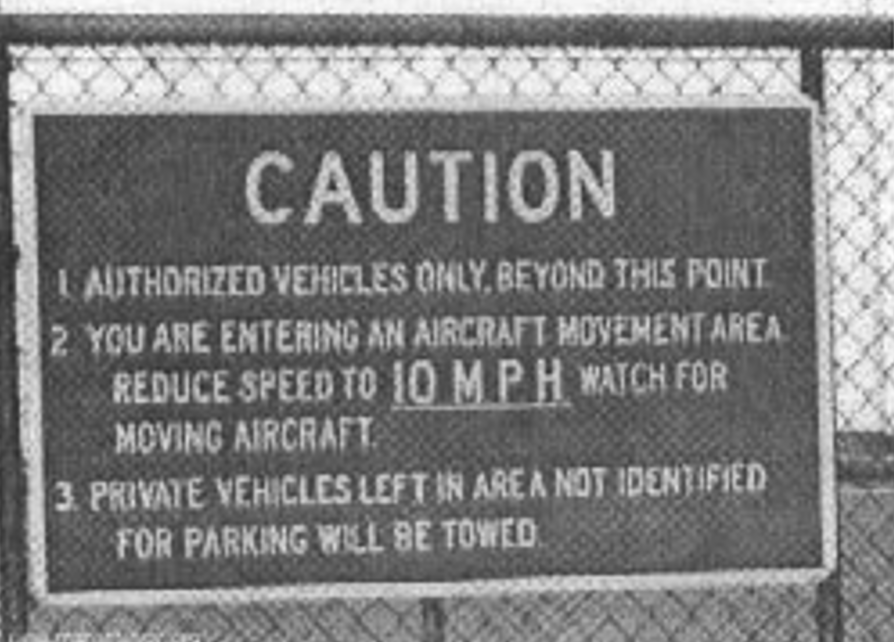 CAUTION
1. AUTHORIZED VEHICLES ONLY, BEYOND THIS POINT.
2. YOU ARE ENTERING AN AIRCRAFT MOVEMENT AREA
REDUCE SPEED TO 10 MPH WATCH FOR
MOVING AIRCRAFT.
3. PRIVATE VEHICLES LEFT IN AREA NOT IDENTIFIED
FOR PARKING WILL BE TOWED.